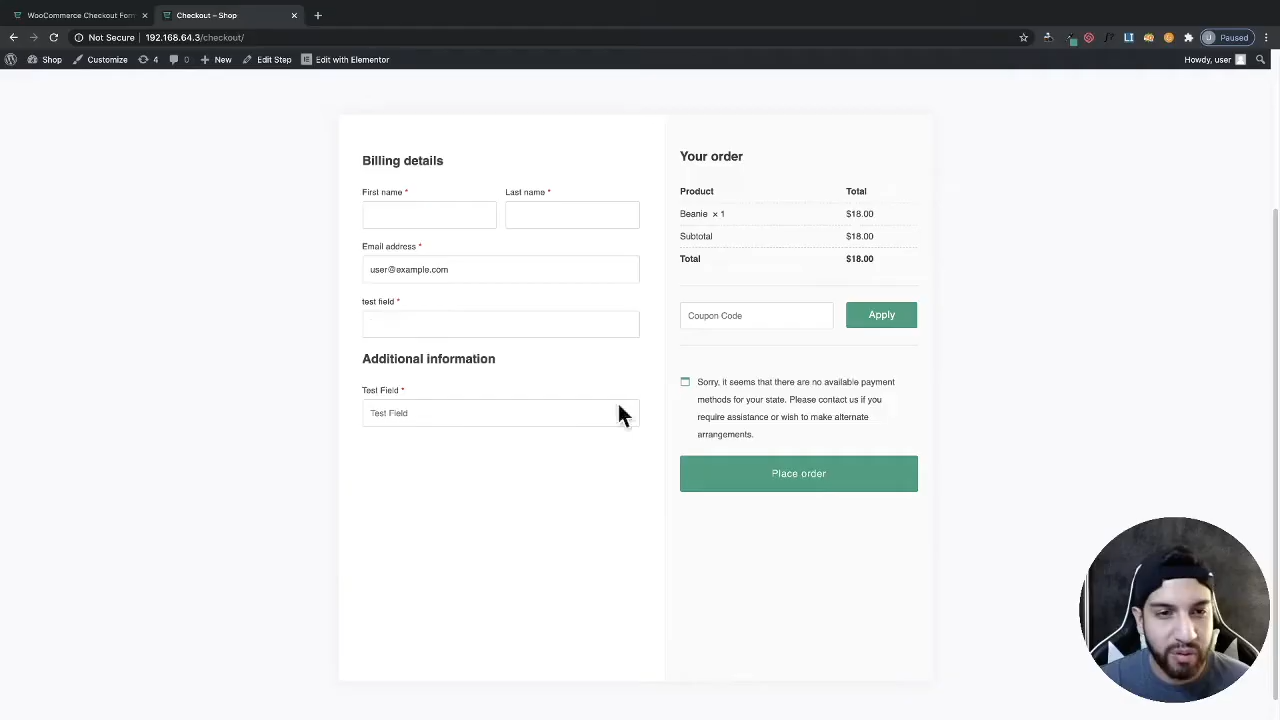 WooCommerce Checkout Form
Checkout – Shop
Not Secure
192.168.64.3/checkout/
Paused
Shop
Customize
4
0
New
Edit Step
Edit with Elementor
Howdy, user
Billing details
First name *
Last name *
Email address *
user@example.com
test field *
Additional information
Test Field *
Test Field
Your order
Product Total
Beanie × 1 $18.00
Subtotal $18.00
Total $18.00
Coupon Code
Apply
Sorry, it seems that there are no available payment
methods for your state. Please contact us if you
require assistance or wish to make alternate
arrangements.
Place order